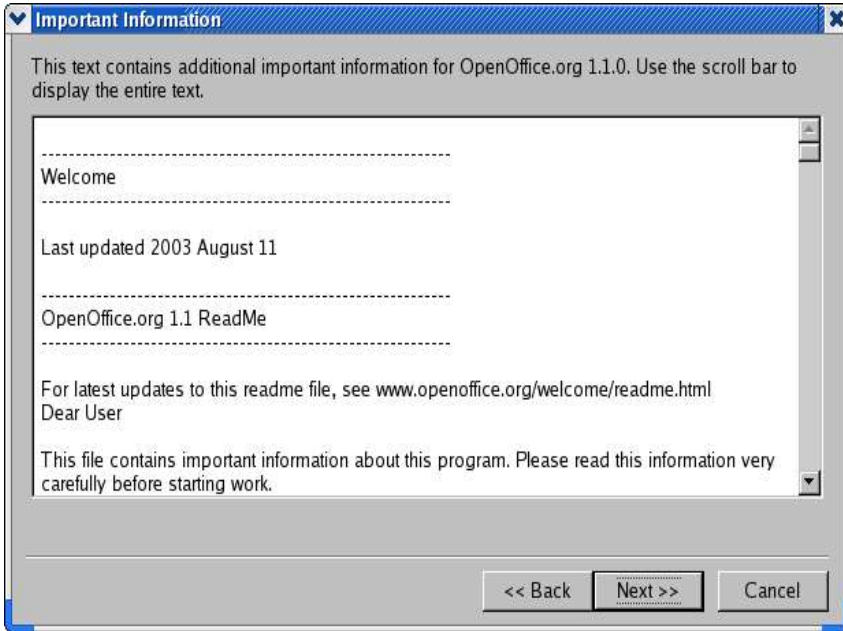 Important Information
This text contains additional important information for OpenOffice.org 1.1.0. Use the scroll bar to
display the entire text.
------------------------------------------------------------
Welcome
------------------------------------------------------------
Last updated 2003 August 11
------------------------------------------------------------
OpenOffice.org 1.1 ReadMe
------------------------------------------------------------
For latest updates to this readme file, see www.openoffice.org/welcome/readme.html
Dear User
This file contains important information about this program. Please read this information very
carefully before starting work.
<< Back Next >> Cancel